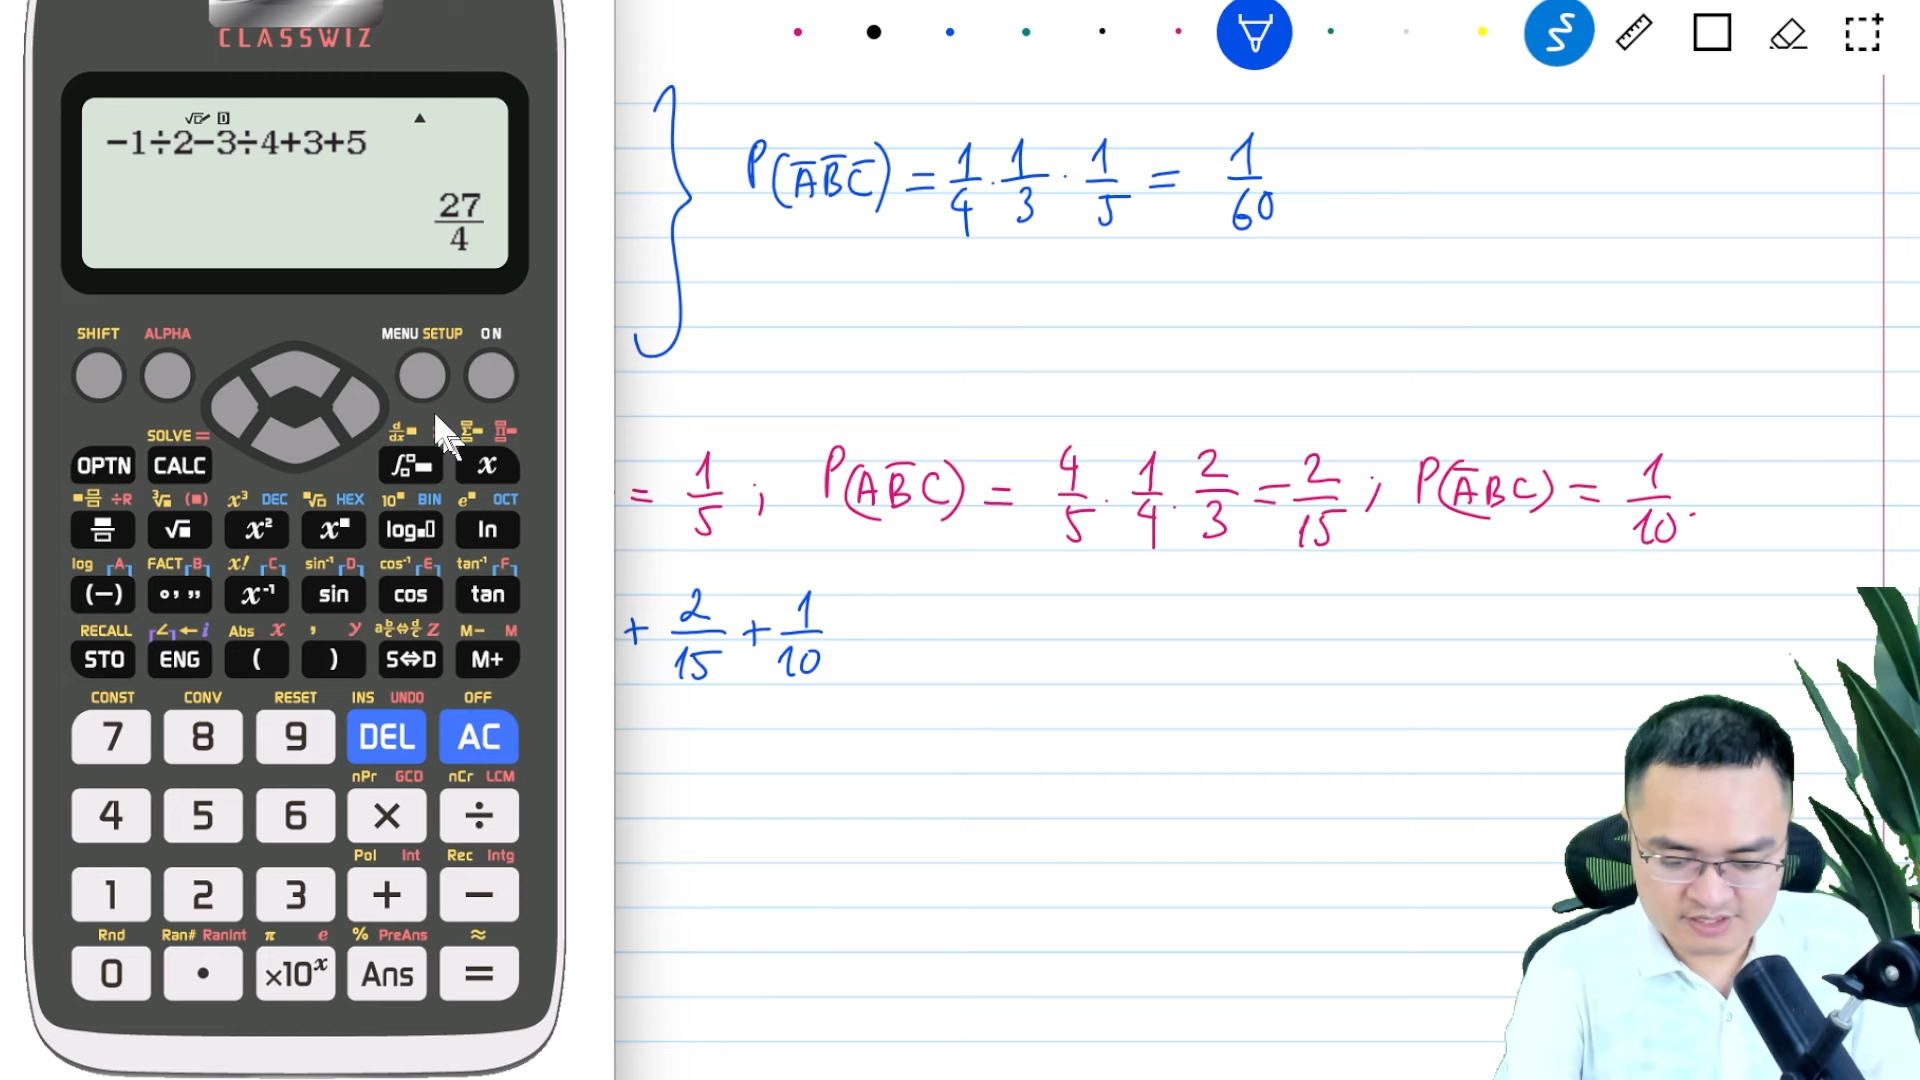 CLASSWIZ
−1÷2−3÷4+3+5
27/4
SHIFT ALPHA MENU SETUP ON
SOLVE =
OPTN CALC x
÷R x³ DEC HEX 10 BIN e OCT
x² log ln
log A FACT B x! C sin⁻¹ D cos⁻¹ E tan⁻¹ F
(−) x⁻¹ sin cos tan
RECALL ∠ ← i Abs x , y Z M− M
STO ENG ( ) S⇔D M+
CONST CONV RESET INS UNDO OFF
7 8 9 DEL AC
nPr GCD nCr LCM
4 5 6 × ÷
Pol Int Rec Intg
1 2 3 + −
Rnd Ran# RanInt π e % PreAns ≈
0 • ×10ˣ Ans =
P(A̅B̅C̅) = 1/4 · 1/3 · 1/5 = 1/60
= 1/5 ; P(AB̅C) = 4/5 · 1/4 · 2/3 = 2/15 ; P(A̅BC) = 1/10.
+ 2/15 + 1/10